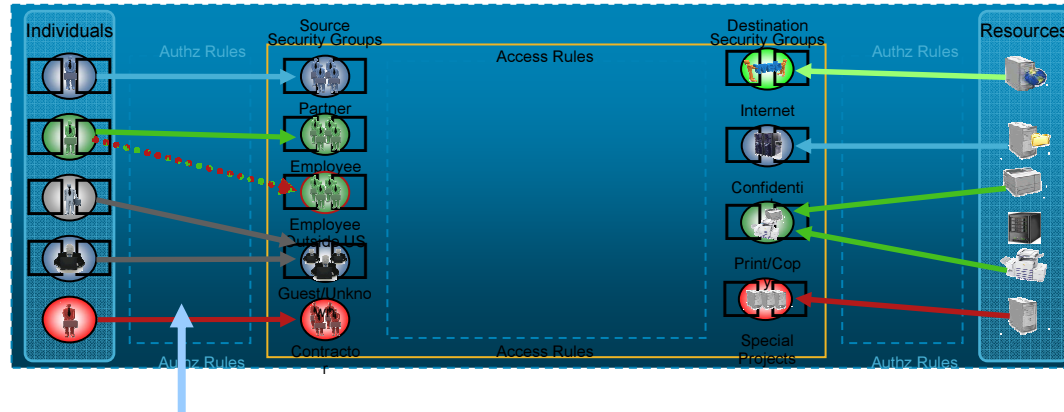 Individuals
Authz Rules
Source
Security Groups
Access Rules
Destination
Security Groups
Authz Rules
Resources
Partner
Employee
Employee
Outside US
Guest/Unkno
wn
Contracto
r
Internet
Confidenti
Print/Cop
y
Special
Projects
Authz Rules
Access Rules
Authz Rules